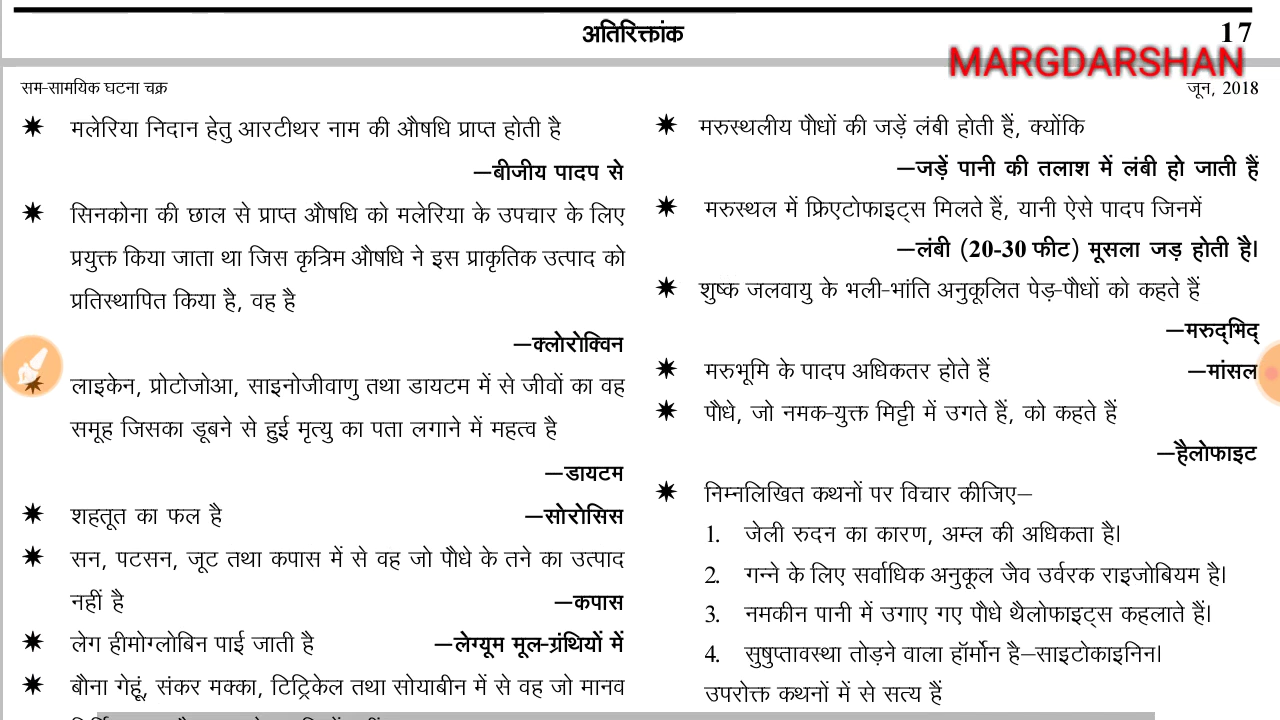 अतिरिक्तांक
17
MARGDARSHAN
सम-सामयिक घटना चक्र
जून, 2018
✷ मलेरिया निदान हेतु आरटीथर नाम की औषधि प्राप्त होती है
–बीजीय पादप से
✷ सिनकोना की छाल से प्राप्त औषधि को मलेरिया के उपचार के लिए
प्रयुक्त किया जाता था जिस कृत्रिम औषधि ने इस प्राकृतिक उत्पाद को
प्रतिस्थापित किया है, वह है
–क्लोरोक्विन
✷ लाइकेन, प्रोटोजोआ, साइनोजीवाणु तथा डायटम में से जीवों का वह
समूह जिसका डूबने से हुई मृत्यु का पता लगाने में महत्व है
–डायटम
✷ शहतूत का फल है –सोरोसिस
✷ सन, पटसन, जूट तथा कपास में से वह जो पौधे के तने का उत्पाद
नहीं है –कपास
✷ लेग हीमोग्लोबिन पाई जाती है –लेग्यूम मूल-ग्रंथियों में
✷ बौना गेहूं, संकर मक्का, टिट्रिकेल तथा सोयाबीन में से वह जो मानव
✷ मरुस्थलीय पौधों की जड़ें लंबी होती हैं, क्योंकि
–जड़ें पानी की तलाश में लंबी हो जाती हैं
✷ मरुस्थल में फ्रिएटोफाइट्स मिलते हैं, यानी ऐसे पादप जिनमें
–लंबी (20-30 फीट) मूसला जड़ होती है।
✷ शुष्क जलवायु के भली-भांति अनुकूलित पेड़-पौधों को कहते हैं
–मरुद्भिद्
✷ मरुभूमि के पादप अधिकतर होते हैं –मांसल
✷ पौधे, जो नमक-युक्त मिट्टी में उगते हैं, को कहते हैं
–हैलोफाइट
✷ निम्नलिखित कथनों पर विचार कीजिए–
1. जेली रुदन का कारण, अम्ल की अधिकता है।
2. गन्ने के लिए सर्वाधिक अनुकूल जैव उर्वरक राइजोबियम है।
3. नमकीन पानी में उगाए गए पौधे थैलोफाइट्स कहलाते हैं।
4. सुषुप्तावस्था तोड़ने वाला हॉर्मोन है–साइटोकाइनिन।
उपरोक्त कथनों में से सत्य हैं